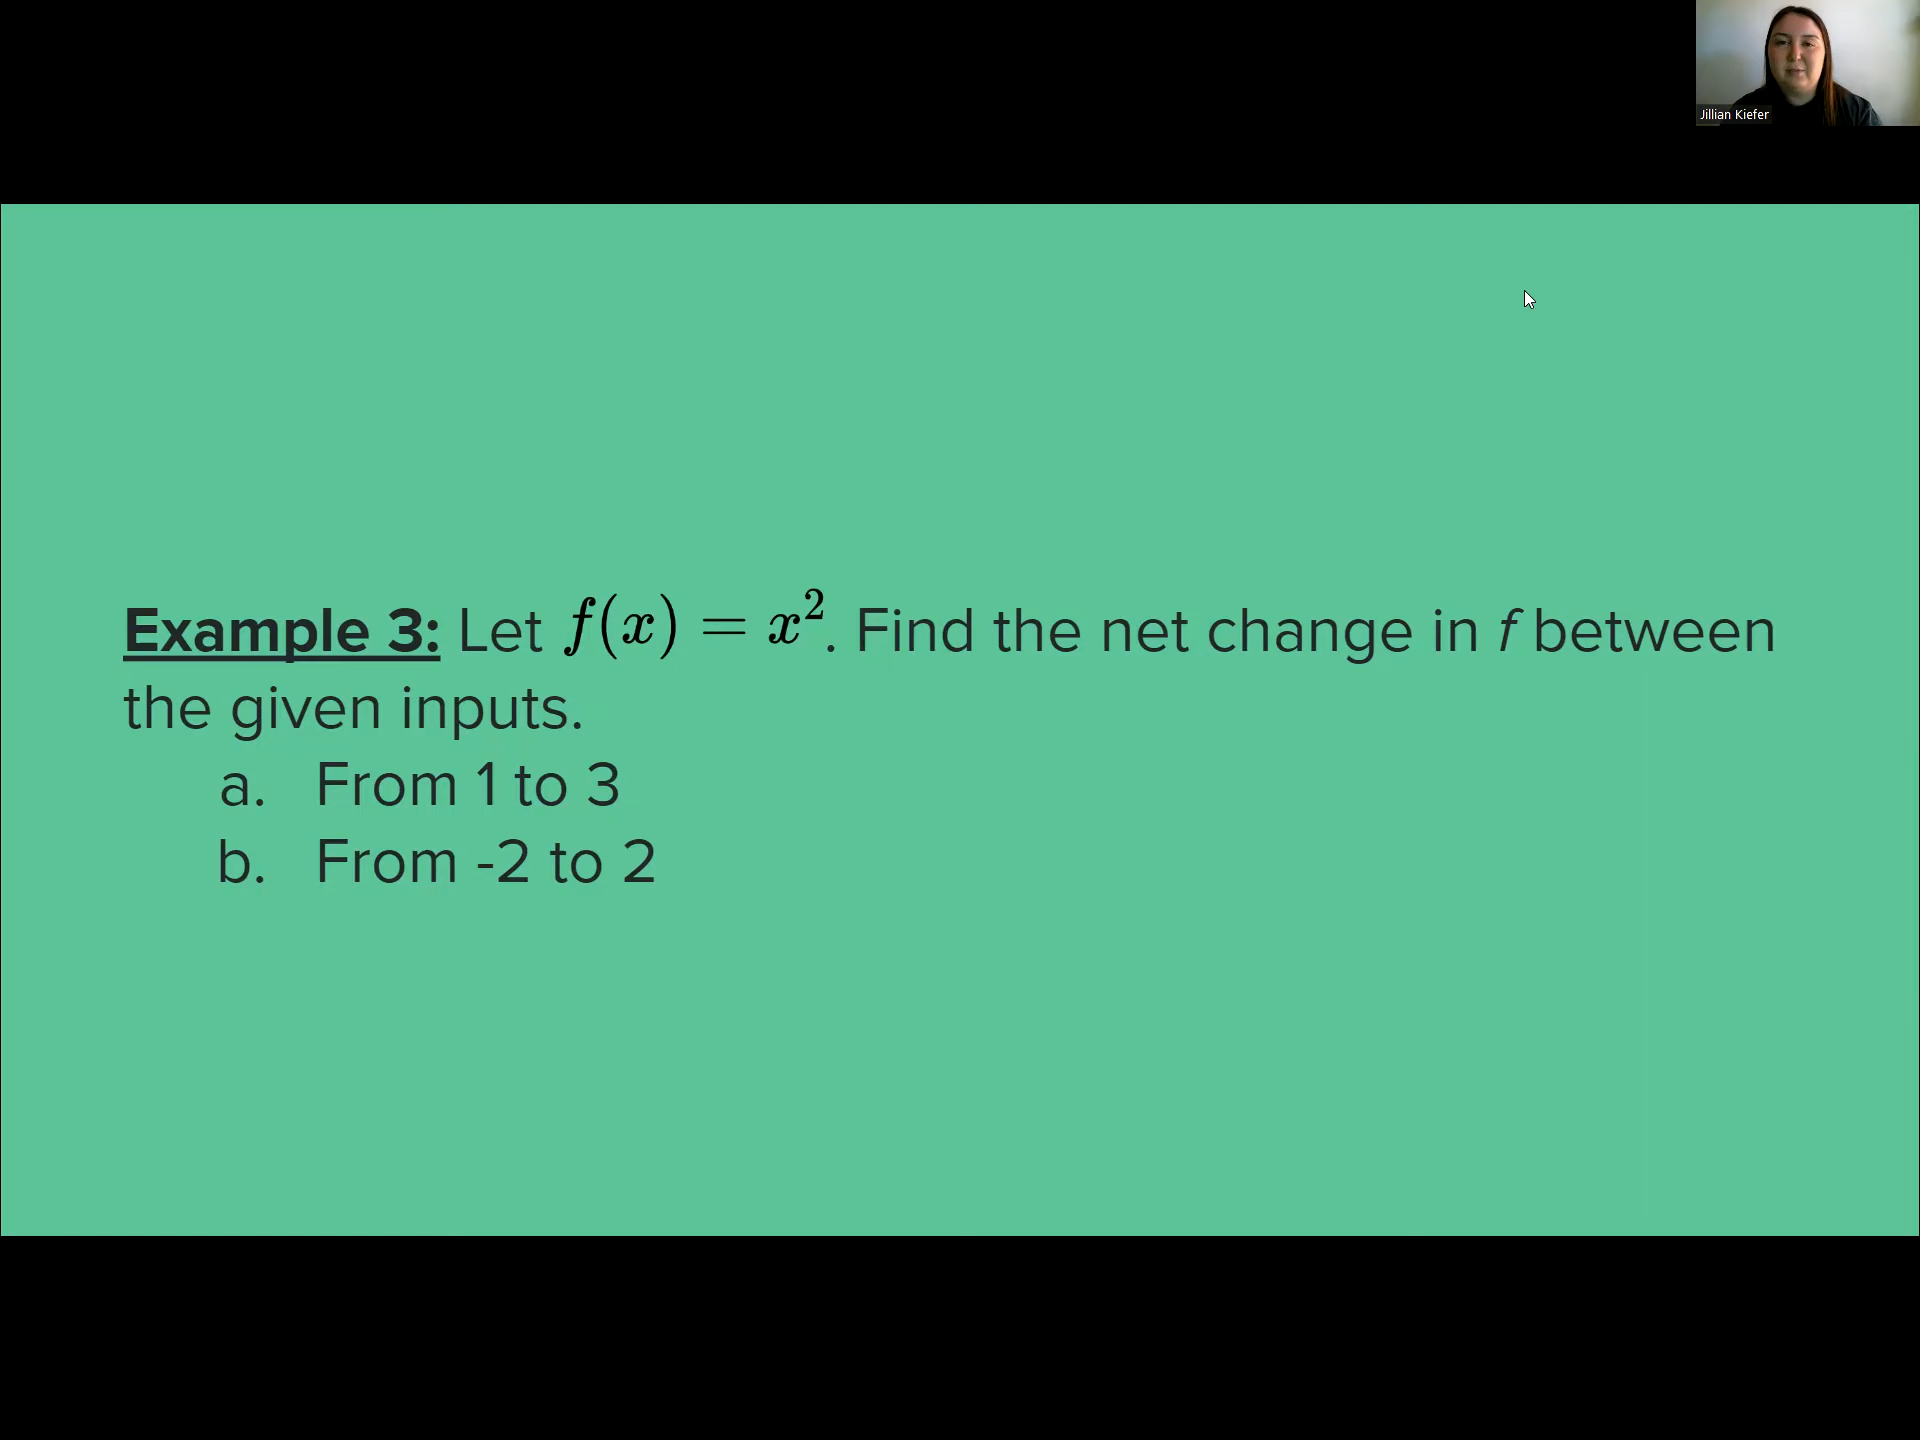 Jillian Kiefer
Example 3: Let f(x) = x². Find the net change in f between
the given inputs.
a. From 1 to 3
b. From -2 to 2